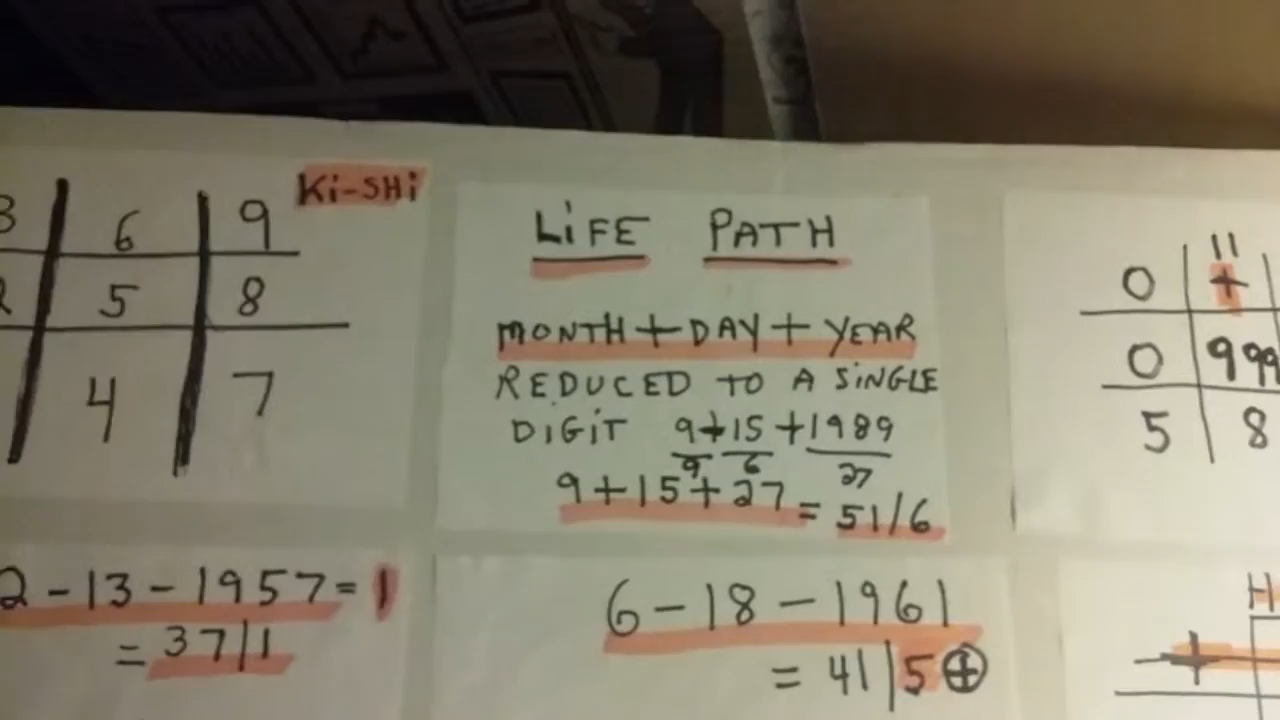 Ki-SHi
3 6 9
2 5 8
4 7
LiFE PATH
MONTH+DAY+YEAR
REDUCED TO A SiNGLE
DiGiT 9+15+1989
9 6 27
9+15+27 = 51/6
0 11 +
0 999
5 8
2-13-1957=1
= 37/1
6-18-1961
= 41/5⊕
H
+